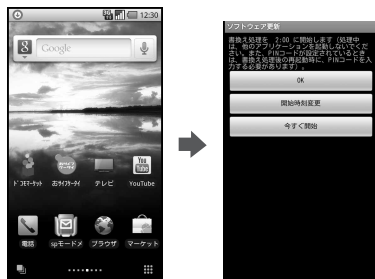 12:30
Google
ﾄﾞｺﾓﾏｰｹｯﾄ
おサイフケータイ
テレビ
YouTube
電話
spモードメ
ブラウザ
マーケット
ソフトウェア更新
書換え処理を 2:00 に開始します（処理中
は、他のアプリケーションを起動しないでくだ
さい。また、PINコードが設定されているとき
は、書換え処理後の再起動時に、PINコードを入
力する必要があります）。
OK
開始時刻変更
今すぐ開始